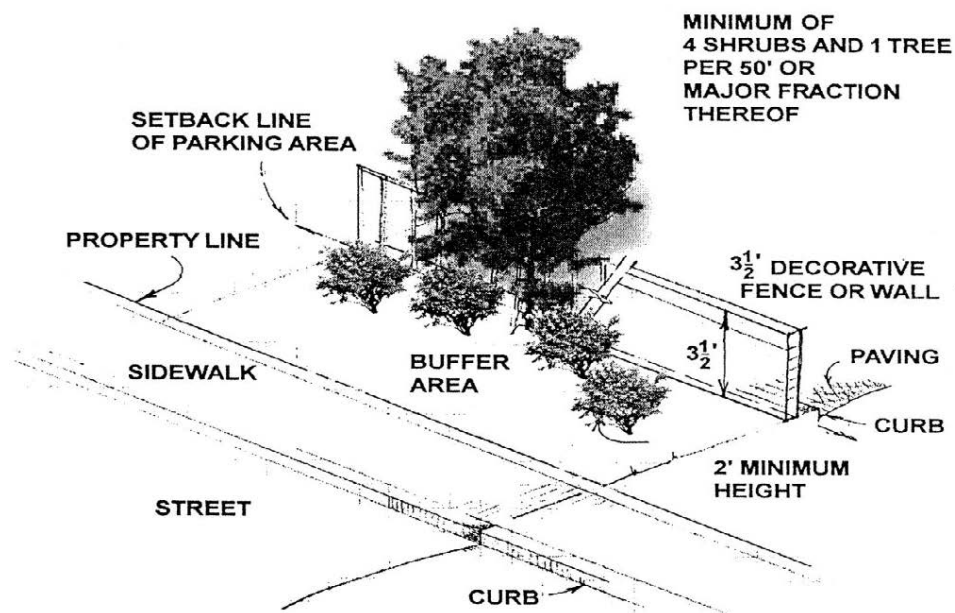 MINIMUM OF
4 SHRUBS AND 1 TREE
PER 50' OR
MAJOR FRACTION
THEREOF
SETBACK LINE
OF PARKING AREA
PROPERTY LINE
3½' DECORATIVE
FENCE OR WALL
3½'
PAVING
SIDEWALK
BUFFER
AREA
CURB
2' MINIMUM
HEIGHT
STREET
CURB